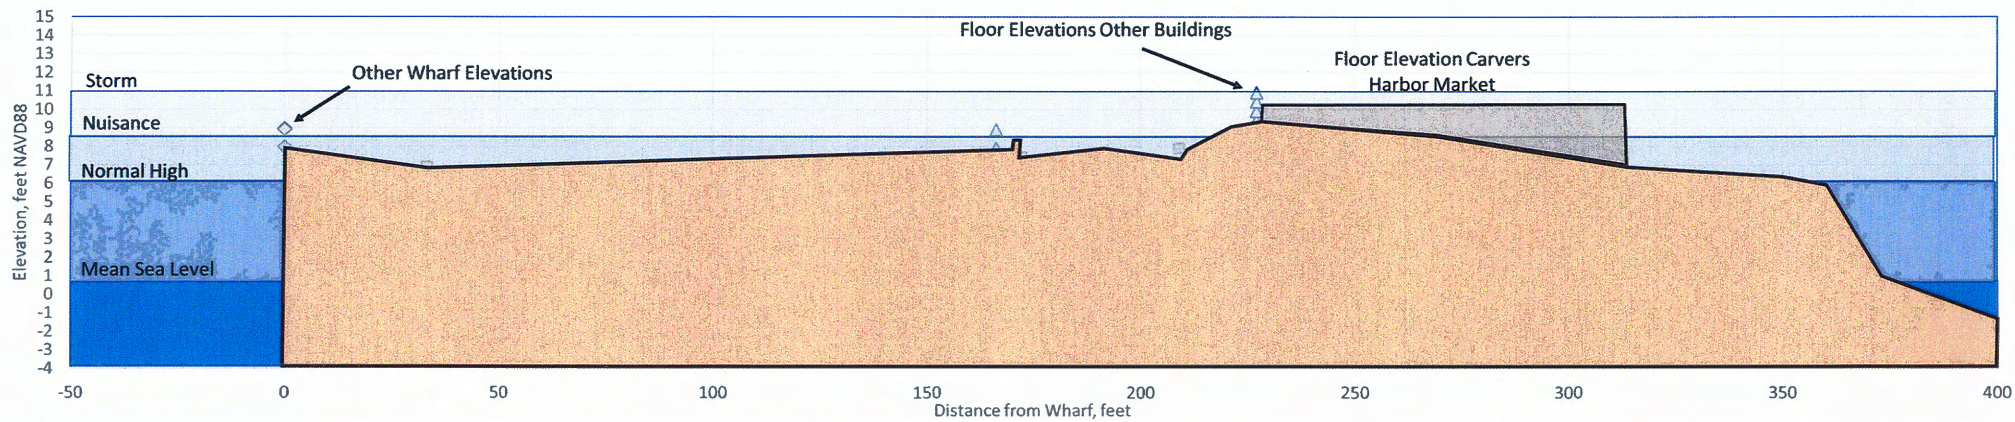 15
14
13
12
11
10
9
8
7
6
5
4
3
2
1
0
-1
-2
-3
-4
Elevation, feet NAVD88
Storm
Nuisance
Normal High
Mean Sea Level
Other Wharf Elevations
Floor Elevations Other Buildings
Floor Elevation Carvers
Harbor Market
-50 0 50 100 150 200 250 300 350 400
Distance from Wharf, feet